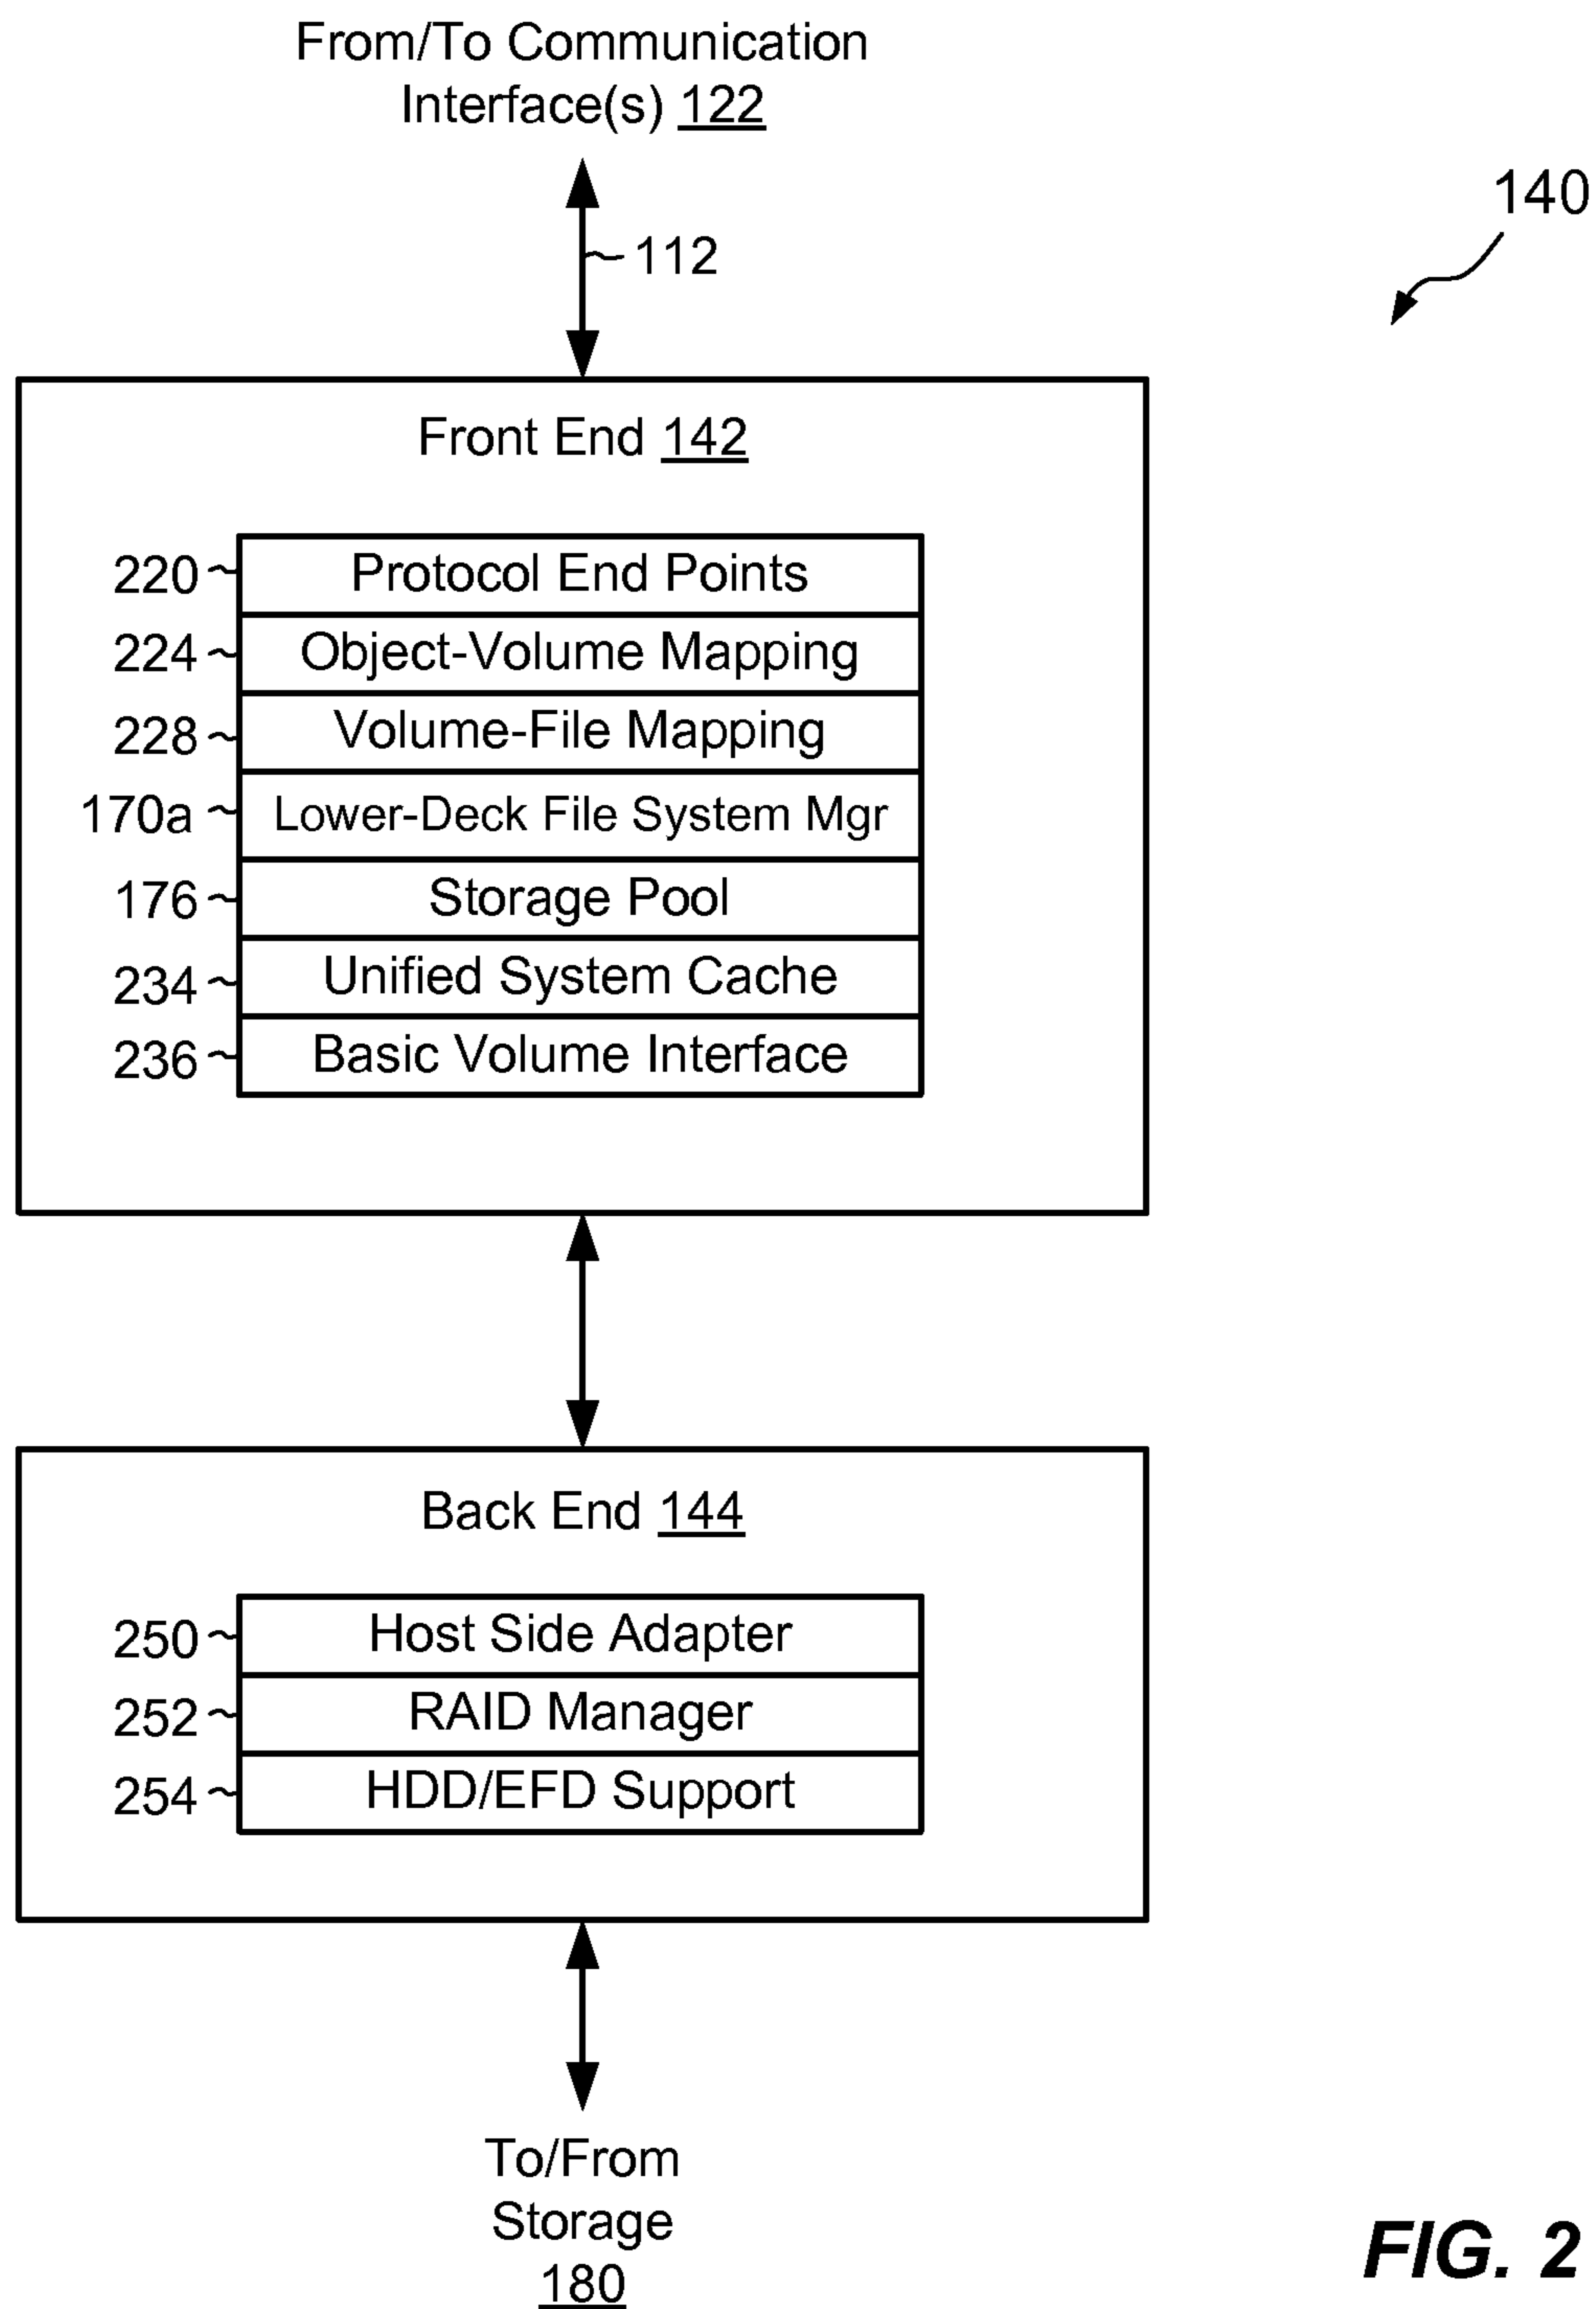 From/To Communication
Interface(s) 122
140
112
Front End 142
220 Protocol End Points
224 Object-Volume Mapping
228 Volume-File Mapping
170a Lower-Deck File System Mgr
176 Storage Pool
234 Unified System Cache
236 Basic Volume Interface
Back End 144
250 Host Side Adapter
252 RAID Manager
254 HDD/EFD Support
To/From
Storage
180
FIG. 2